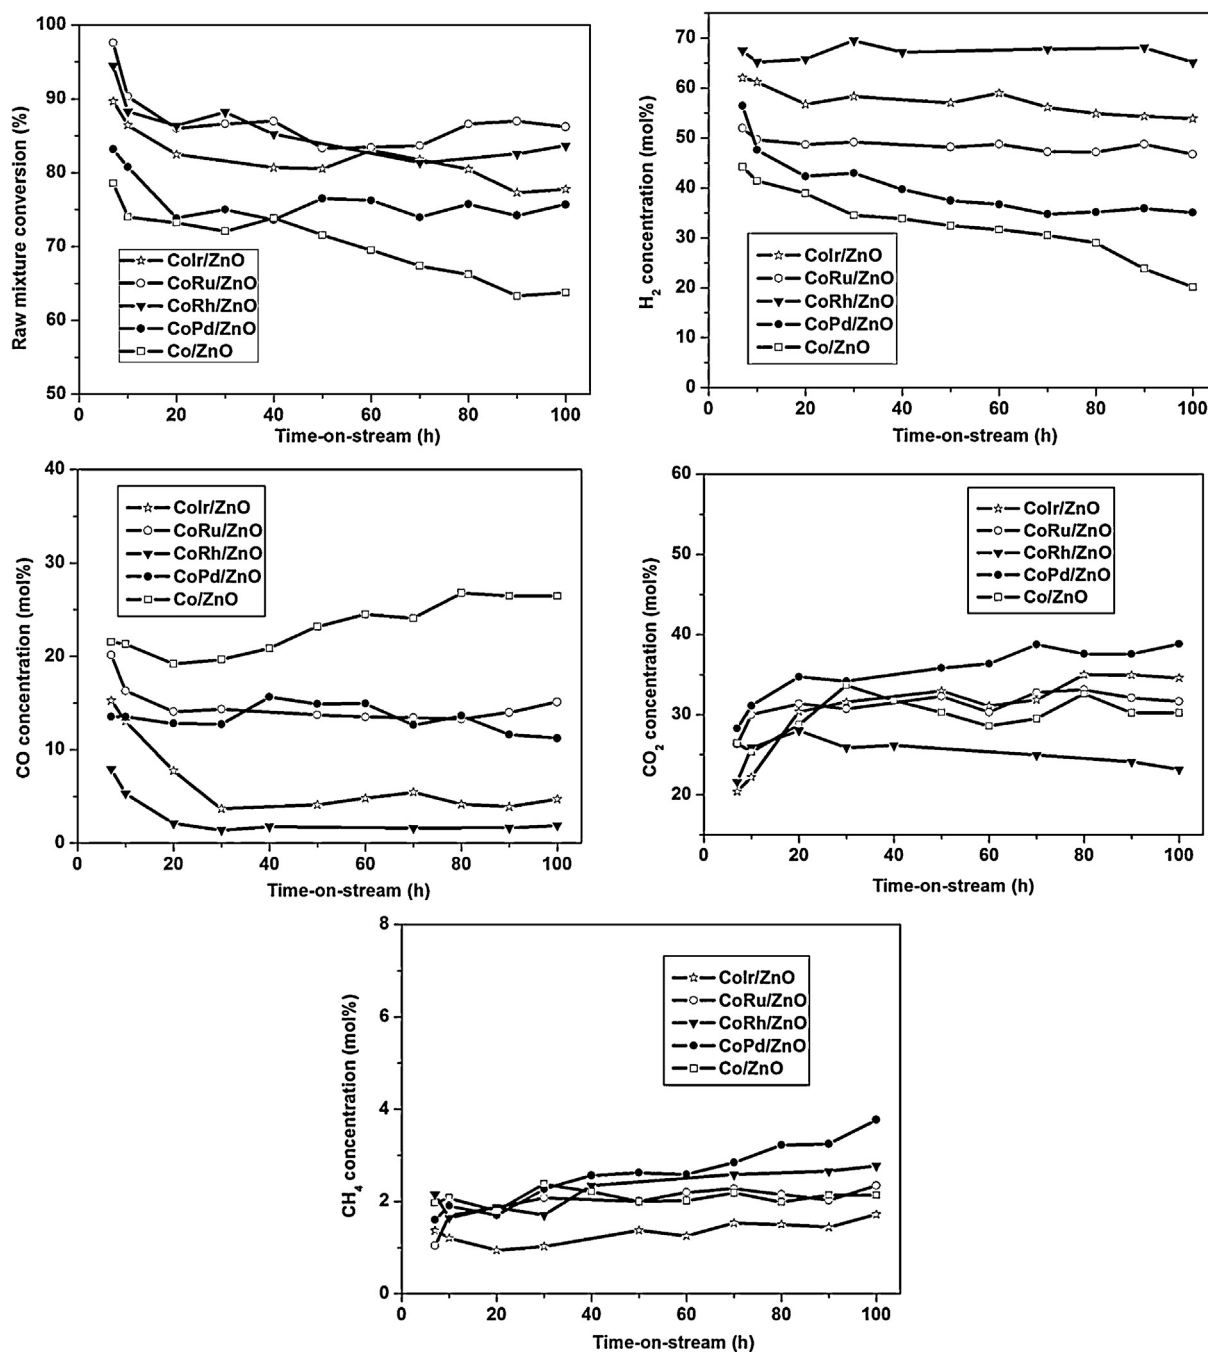 Raw mixture conversion (%)
100
90
80
70
60
50
CoIr/ZnO
CoRu/ZnO
CoRh/ZnO
CoPd/ZnO
Co/ZnO
0 20 40 60 80 100
Time-on-stream (h)
H2 concentration (mol%)
70
60
50
40
30
20
10
0
CoIr/ZnO
CoRu/ZnO
CoRh/ZnO
CoPd/ZnO
Co/ZnO
0 20 40 60 80 100
Time-on-stream (h)
CO concentration (mol%)
40
30
20
10
0
CoIr/ZnO
CoRu/ZnO
CoRh/ZnO
CoPd/ZnO
Co/ZnO
0 20 40 60 80 100
Time-on-stream (h)
CO2 concentration (mol%)
60
50
40
30
20
CoIr/ZnO
CoRu/ZnO
CoRh/ZnO
CoPd/ZnO
Co/ZnO
0 20 40 60 80 100
Time-on-stream (h)
CH4 concentration (mol%)
8
6
4
2
0
CoIr/ZnO
CoRu/ZnO
CoRh/ZnO
CoPd/ZnO
Co/ZnO
0 20 40 60 80 100
Time-on-stream (h)